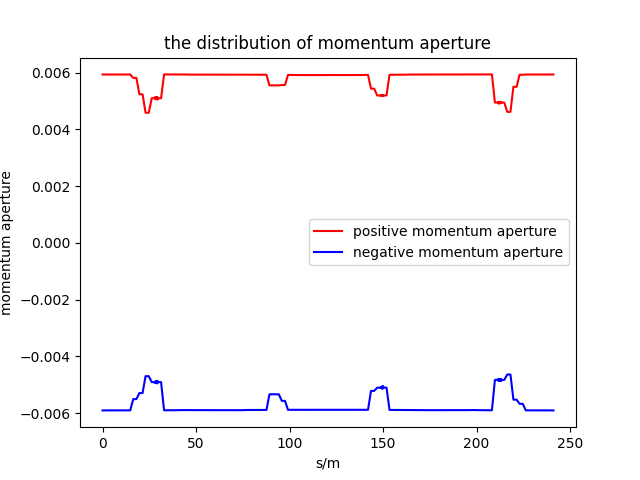 the distribution of momentum aperture
momentum aperture
0.006
0.004
0.002
0.000
−0.002
−0.004
−0.006
positive momentum aperture
negative momentum aperture
0
50
100
150
200
250
s/m